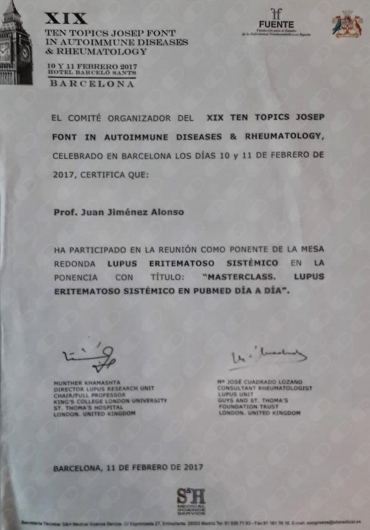 XIX
TEN TOPICS JOSEP FONT
IN AUTOIMMUNE DISEASES
& RHEUMATOLOGY
10 Y 11 FEBRERO 2017
HOTEL BARCELÓ SANTS
BARCELONA
FUENTE
EL COMITÉ ORGANIZADOR DEL XIX TEN TOPICS JOSEP
FONT IN AUTOIMMUNE DISEASES & RHEUMATOLOGY,
CELEBRADO EN BARCELONA LOS DÍAS 10 y 11 DE FEBRERO DE
2017, CERTIFICA QUE:
Prof. Juan Jiménez Alonso
HA PARTICIPADO EN LA REUNIÓN COMO PONENTE DE LA MESA
REDONDA LUPUS ERITEMATOSO SISTÉMICO EN LA
PONENCIA CON TÍTULO: "MASTERCLASS. LUPUS
ERITEMATOSO SISTÉMICO EN PUBMED DÍA A DÍA".
MUNTHER KHAMASHTA
DIRECTOR LUPUS RESEARCH UNIT
CHAIR/FULL PROFESSOR
KING'S COLLEGE LONDON UNIVERSITY
ST. THOMA'S HOSPITAL
LONDON. UNITED KINGDOM
Mª JOSÉ CUADRADO LOZANO
CONSULTANT RHEUMATOLOGIST
LUPUS UNIT
GUYS AND ST. THOMA'S
FOUNDATION TRUST
LONDON. UNITED KINGDOM
BARCELONA, 11 DE FEBRERO DE 2017
S&H
MEDICAL
SCIENCE
SERVICE